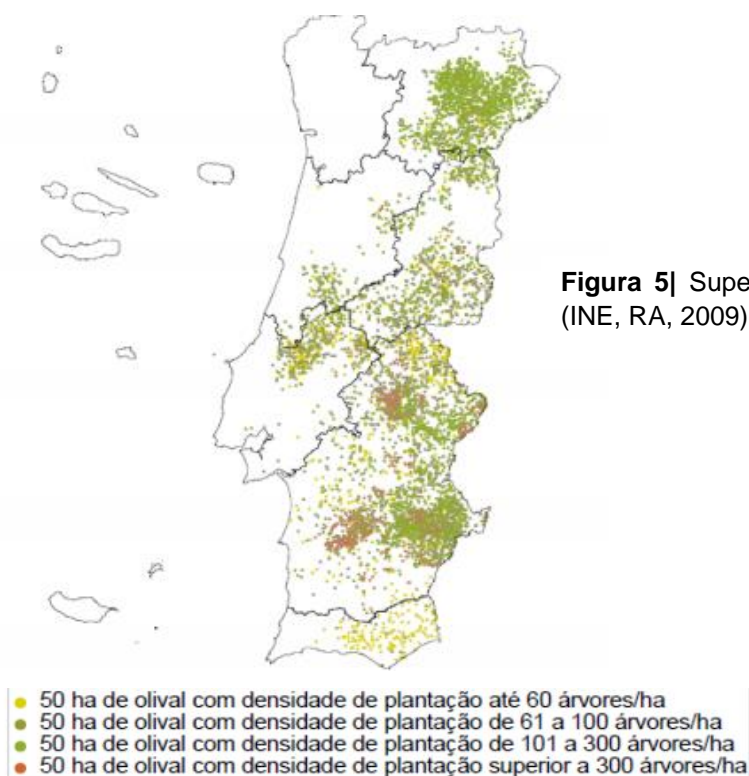 Figura 5| Supe
(INE, RA, 2009)
50 ha de olival com densidade de plantação até 60 árvores/ha
50 ha de olival com densidade de plantação de 61 a 100 árvores/ha
50 ha de olival com densidade de plantação de 101 a 300 árvores/ha
50 ha de olival com densidade de plantação superior a 300 árvores/ha